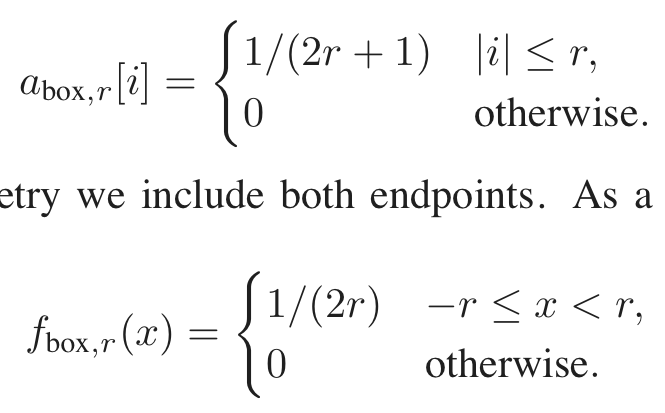 a_box,r[i] = { 1/(2r + 1) |i| ≤ r,
0 otherwise.
etry we include both endpoints. As a
f_box,r(x) = { 1/(2r) −r ≤ x < r,
0 otherwise.